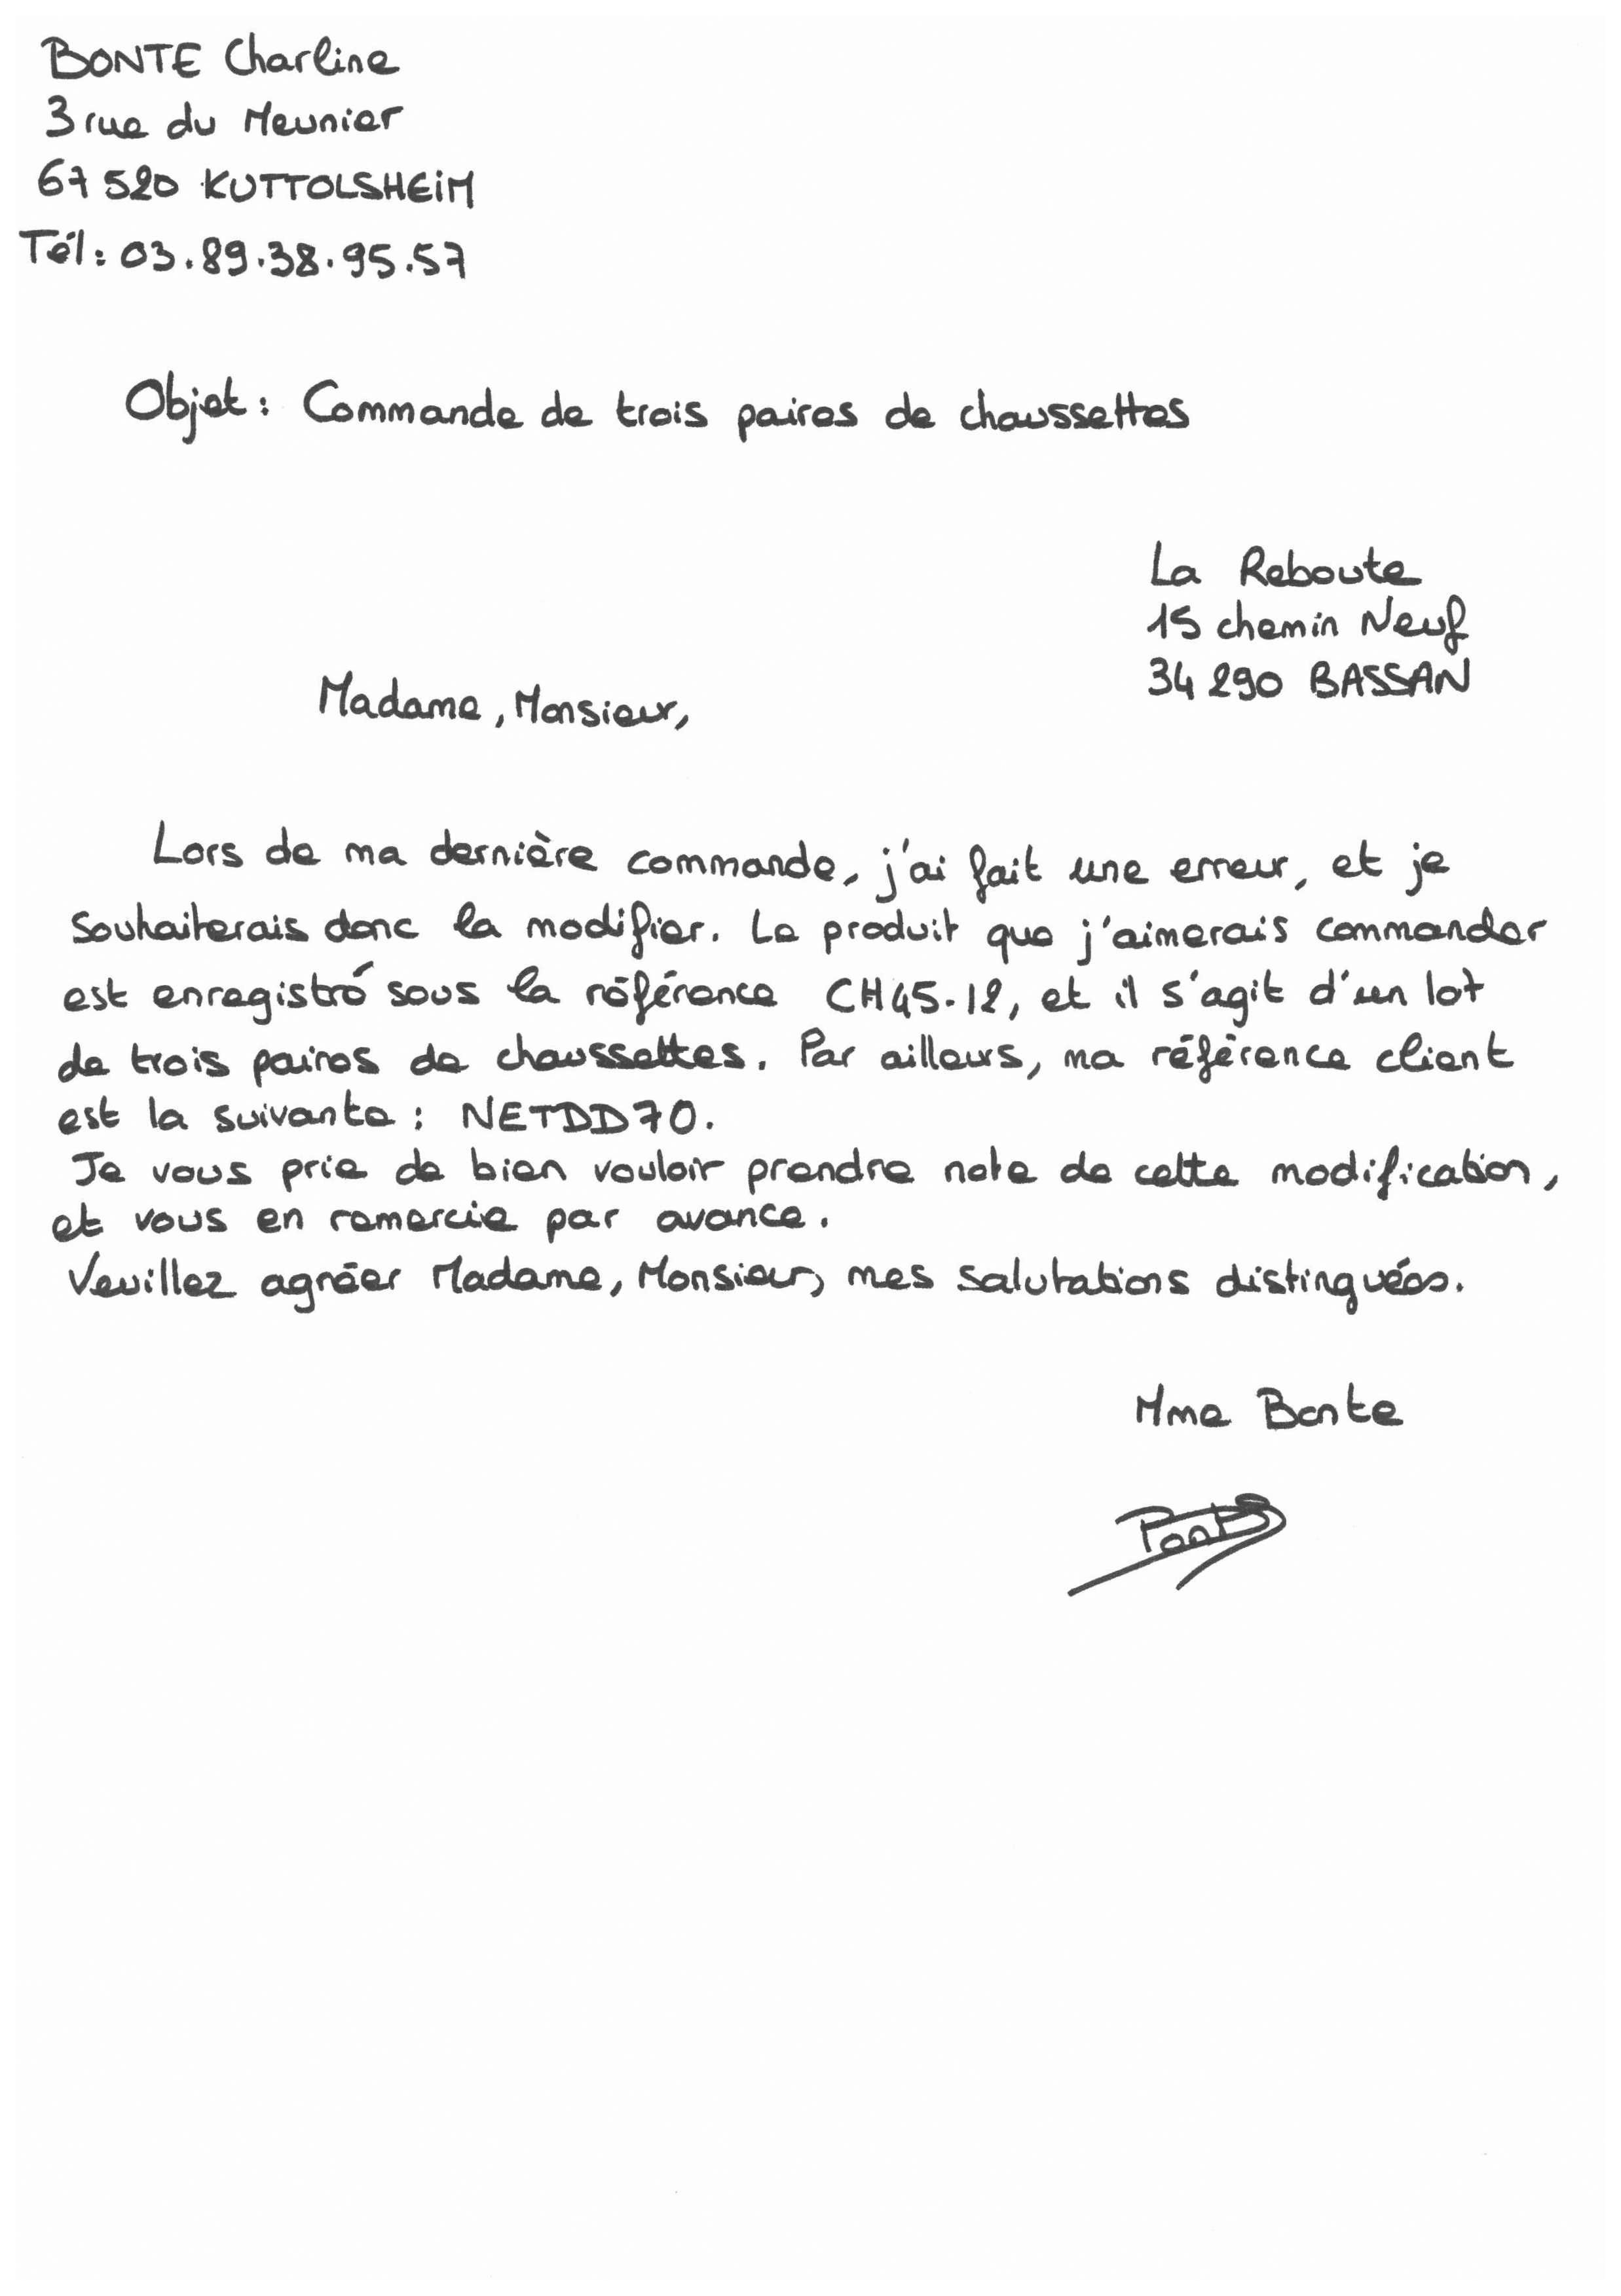 BONTE Charline
3 rue du Meunier
67 520 KUTTOLSHEiM
Tél : 03.89.38.95.57
Objet : Commande de trois paires de chaussettes
La Reboute
15 chemin Neuf
34 290 BASSAN
Madame, Monsieur,
Lors de ma dernière commande, j'ai fait une erreur, et je
souhaiterais donc la modifier. Le produit que j'aimerais commander
est enregistré sous la référence CH45.12, et il s'agit d'un lot
de trois paires de chaussettes. Par ailleurs, ma référence client
est la suivante : NETDD70.
Je vous prie de bien vouloir prendre note de cette modification,
et vous en remercie par avance.
Veuillez agréer Madame, Monsieur, mes salutations distinguées.
Mme Bonte